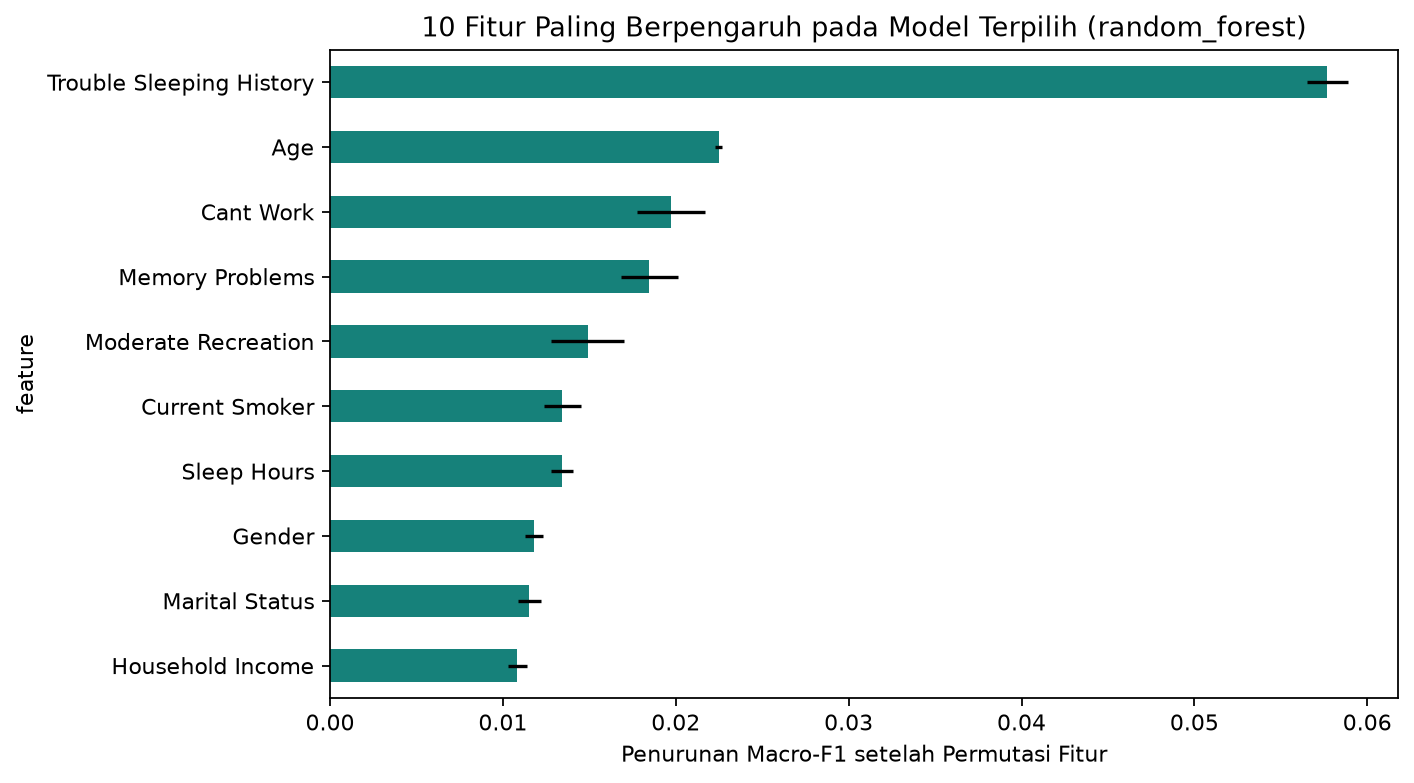 10 Fitur Paling Berpengaruh pada Model Terpilih (random_forest)
Trouble Sleeping History
Age
Cant Work
Memory Problems
Moderate Recreation
Current Smoker
Sleep Hours
Gender
Marital Status
Household Income
feature
0.00 0.01 0.02 0.03 0.04 0.05 0.06
Penurunan Macro-F1 setelah Permutasi Fitur